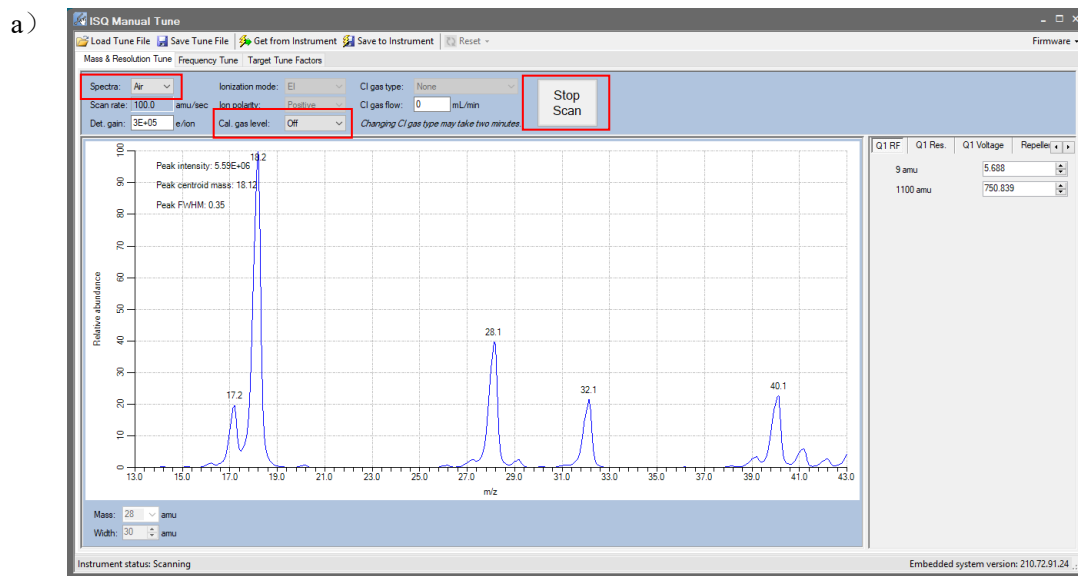 a）
ISQ Manual Tune
Load Tune File Save Tune File Get from Instrument Save to Instrument Reset Firmware
Mass & Resolution Tune Frequency Tune Target Tune Factors
Spectra: Air Ionization mode: EI CI gas type: None
Stop
Scan
Scan rate: 100.0 amu/sec Ion polarity: Positive CI gas flow: 0 mL/min
Det. gain: 3E+05 e/ion Cal. gas level: Off Changing CI gas type may take two minutes.
Q1 RF Q1 Res. Q1 Voltage Repeller
9 amu 5.688
1100 amu 750.839
Peak intensity: 5.59E+06
Peak centroid mass: 18.12
Peak FWHM: 0.35
18.2
17.2
28.1
32.1
40.1
Relative abundance
100
90
80
70
60
50
40
30
20
10
0
13.0 15.0 17.0 19.0 21.0 23.0 25.0 27.0 29.0 31.0 33.0 35.0 37.0 39.0 41.0 43.0
m/z
Mass: 28 amu
Width: 30 amu
Instrument status: Scanning Embedded system version: 210.72.91.24